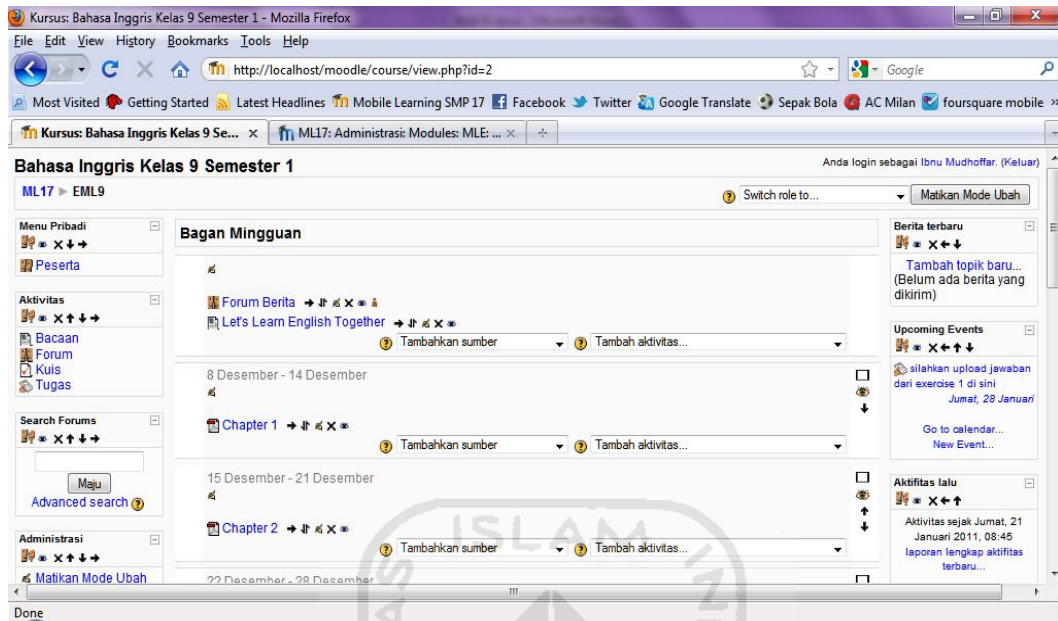 Kursus: Bahasa Inggris Kelas 9 Semester 1 - Mozilla Firefox
File Edit View History Bookmarks Tools Help
http://localhost/moodle/course/view.php?id=2
Google
Most Visited Getting Started Latest Headlines Mobile Learning SMP 17 Facebook Twitter Google Translate Sepak Bola AC Milan foursquare mobile »
Kursus: Bahasa Inggris Kelas 9 Se... ML17: Administrasi: Modules: MLE: ...
Bahasa Inggris Kelas 9 Semester 1
Anda login sebagai Ibnu Mudhoffar. (Keluar)
ML17 ► EML9
Switch role to...
Matikan Mode Ubah
Menu Pribadi
Peserta
Aktivitas
Bacaan
Forum
Kuis
Tugas
Search Forums
Maju
Advanced search
Administrasi
Matikan Mode Ubah
Bagan Mingguan
Forum Berita
Let's Learn English Together
Tambahkan sumber Tambah aktivitas...
8 Desember - 14 Desember
Chapter 1
Tambahkan sumber Tambah aktivitas...
15 Desember - 21 Desember
Chapter 2
Tambahkan sumber Tambah aktivitas...
22 Desember - 28 Desember
Berita terbaru
Tambah topik baru...
(Belum ada berita yang
dikirim)
Upcoming Events
silahkan upload jawaban
dari exercise 1 di sini
Jumat, 28 Januari
Go to calendar...
New Event...
Aktifitas lalu
Aktivitas sejak Jumat, 21
Januari 2011, 08:45
laporan lengkap aktifitas
terbaru...
Done
ISLAM